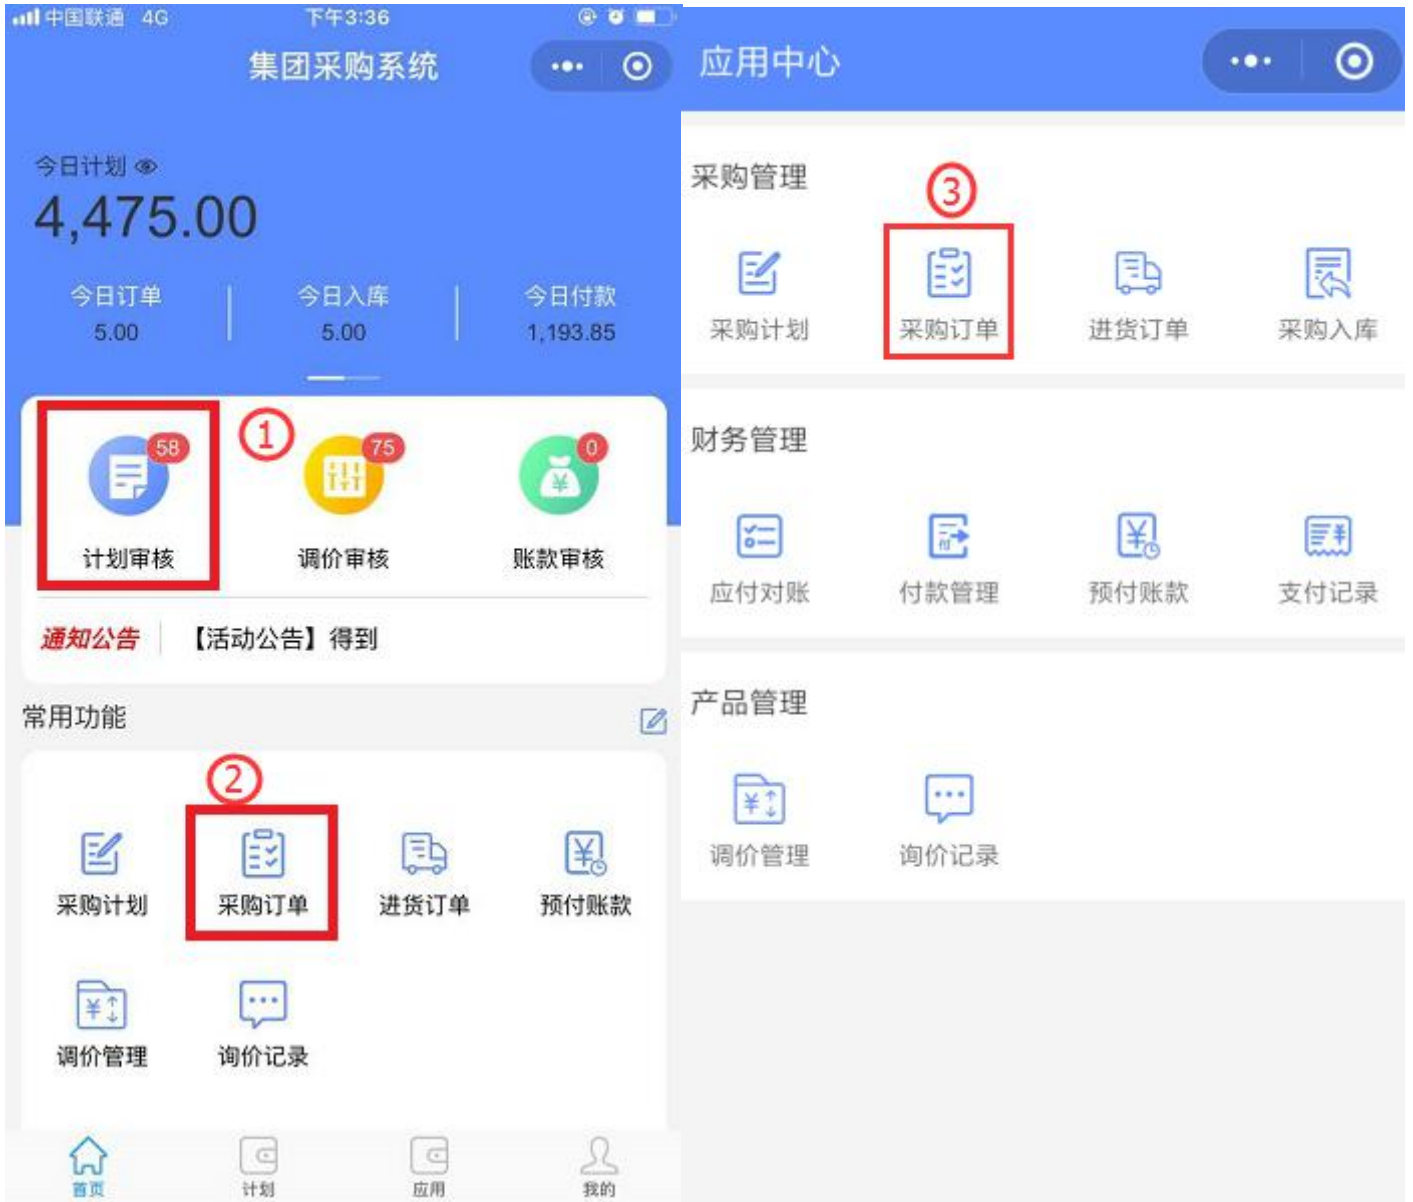 中国联通 4G 下午3:36
集团采购系统
今日计划
4,475.00
今日订单 今日入库 今日付款
5.00 5.00 1,193.85
58 ① 75 0
计划审核 调价审核 账款审核
通知公告 【活动公告】得到
常用功能
②
采购计划 采购订单 进货订单 预付账款
调价管理 询价记录
首页 计划 应用 我的
应用中心
采购管理
③
采购计划 采购订单 进货订单 采购入库
财务管理
应付对账 付款管理 预付账款 支付记录
产品管理
调价管理 询价记录